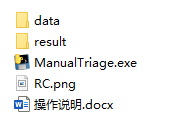 data
result
ManualTriage.exe
RC.png
操作说明.docx